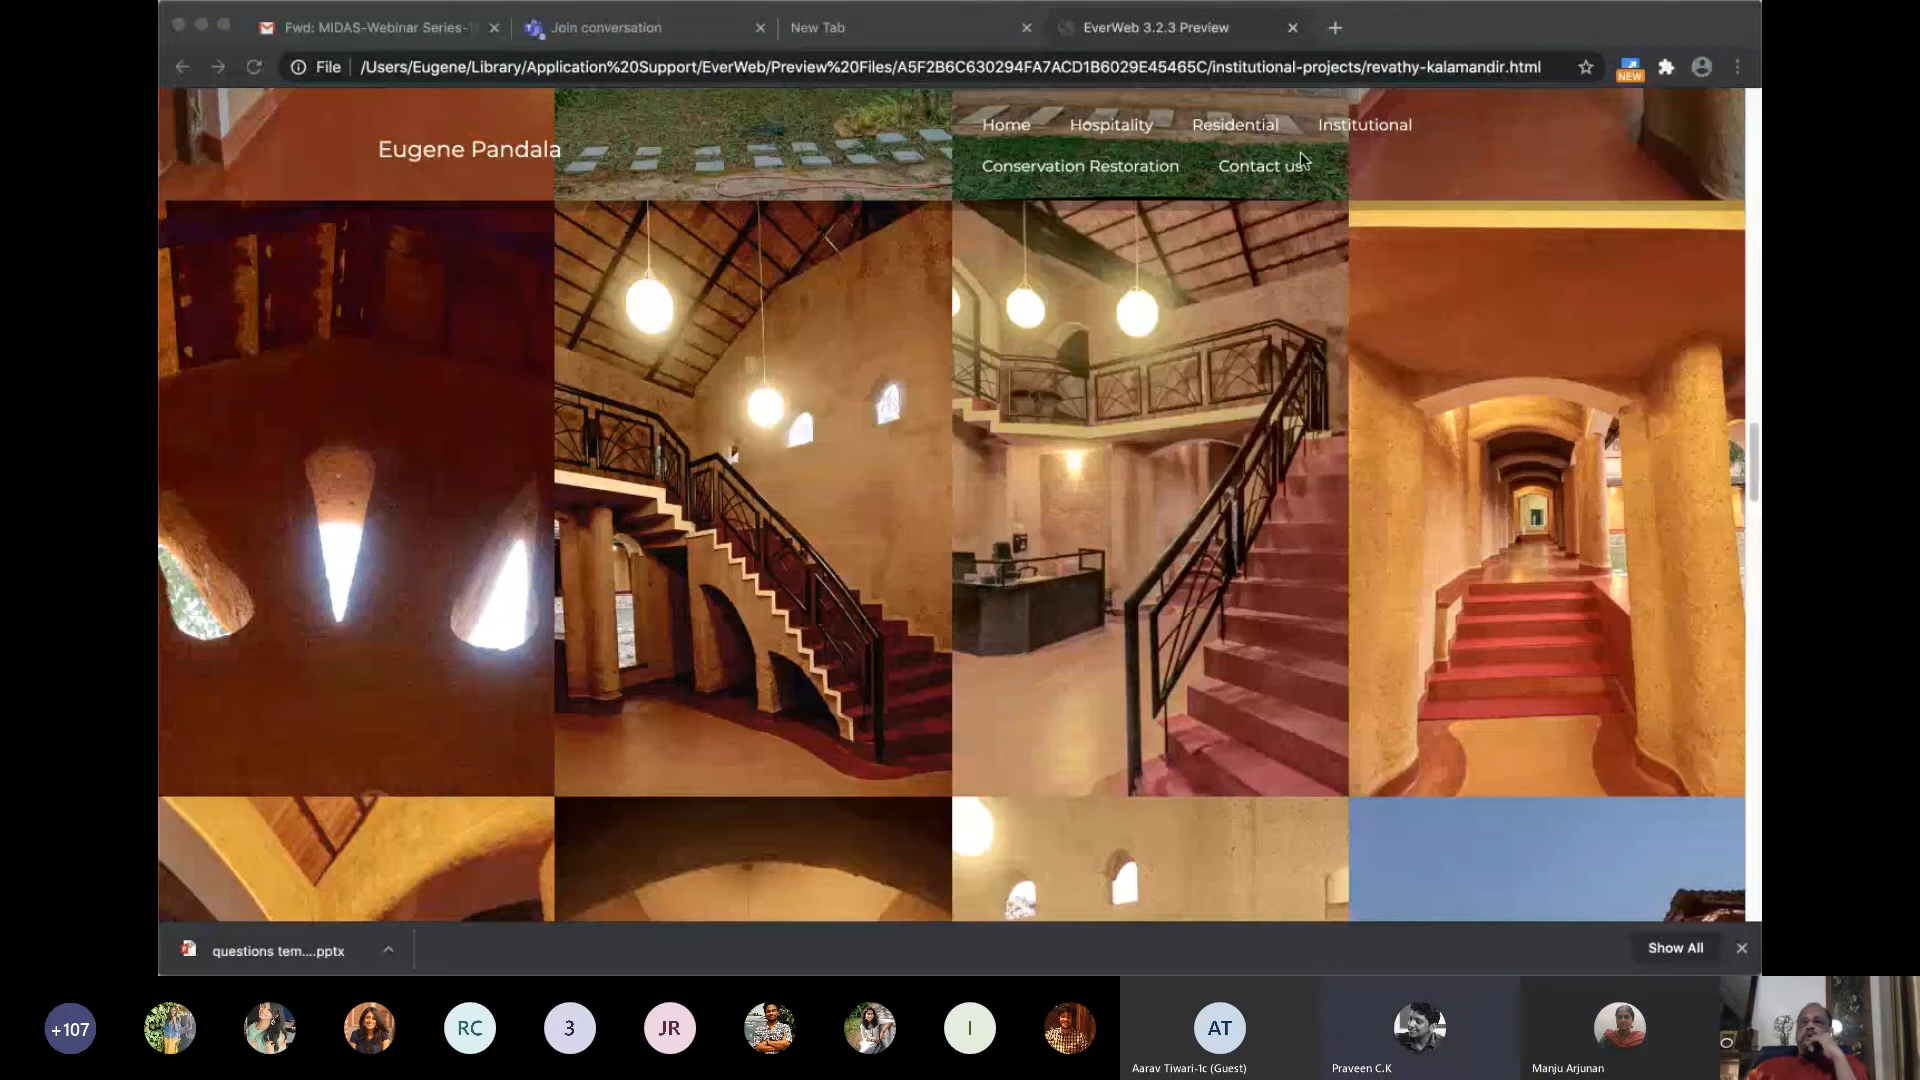 Fwd: MIDAS-Webinar Series-1
Join conversation
New Tab
EverWeb 3.2.3 Preview
File
/Users/Eugene/Library/Application%20Support/EverWeb/Preview%20Files/A5F2B6C630294FA7ACD1B6029E45465C/institutional-projects/revathy-kalamandir.html
NEW
Eugene Pandala
Home Hospitality Residential Institutional
Conservation Restoration Contact us
questions tem....pptx
Show All
+107
RC
3
JR
I
AT
Aarav Tiwari-1c (Guest)
Praveen C.K
Manju Arjunan